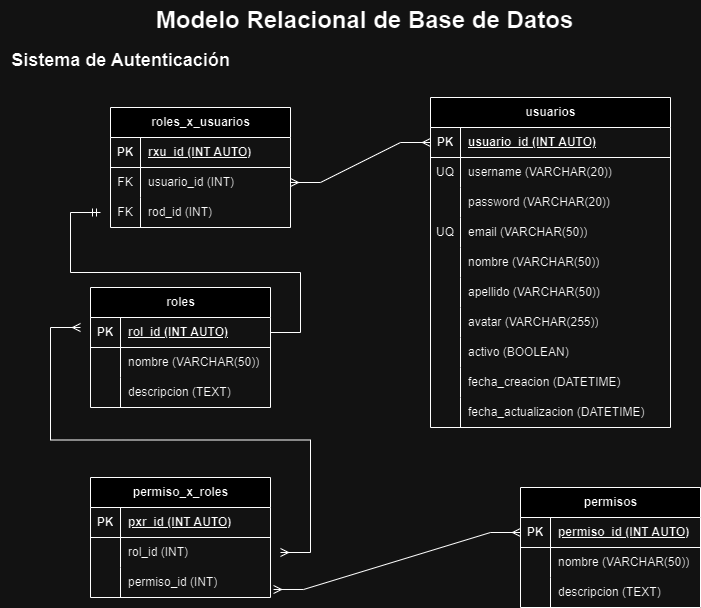 Modelo Relacional de Base de Datos
Sistema de Autenticación
roles_x_usuarios
PK rxu_id (INT AUTO)
FK usuario_id (INT)
FK rod_id (INT)
usuarios
PK usuario_id (INT AUTO)
UQ username (VARCHAR(20))
password (VARCHAR(20))
UQ email (VARCHAR(50))
nombre (VARCHAR(50))
apellido (VARCHAR(50))
avatar (VARCHAR(255))
activo (BOOLEAN)
fecha_creacion (DATETIME)
fecha_actualizacion (DATETIME)
roles
PK rol_id (INT AUTO)
nombre (VARCHAR(50))
descripcion (TEXT)
permiso_x_roles
PK pxr_id (INT AUTO)
rol_id (INT)
permiso_id (INT)
permisos
PK permiso_id (INT AUTO)
nombre (VARCHAR(50))
descripcion (TEXT)